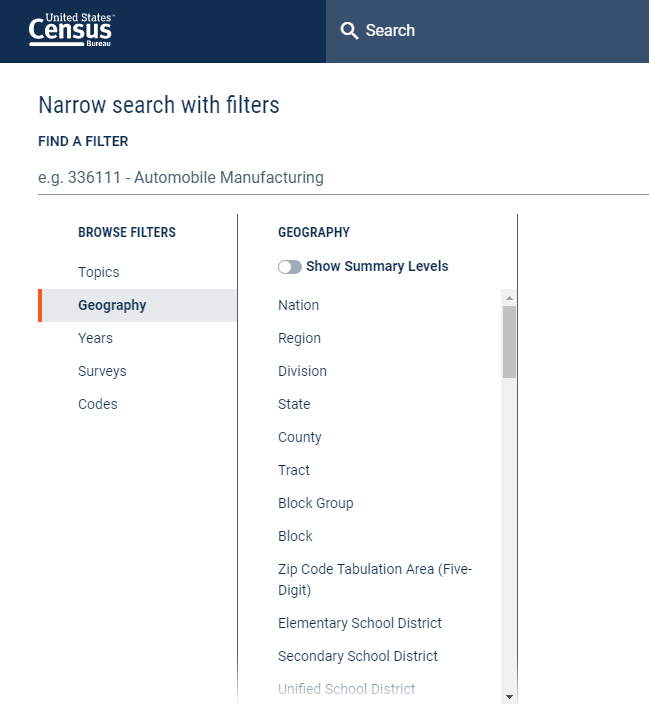 United States™
Census
Bureau
Search
Narrow search with filters
FIND A FILTER
e.g. 336111 - Automobile Manufacturing
BROWSE FILTERS
Topics
Geography
Years
Surveys
Codes
GEOGRAPHY
Show Summary Levels
Nation
Region
Division
State
County
Tract
Block Group
Block
Zip Code Tabulation Area (Five-
Digit)
Elementary School District
Secondary School District
Unified School District